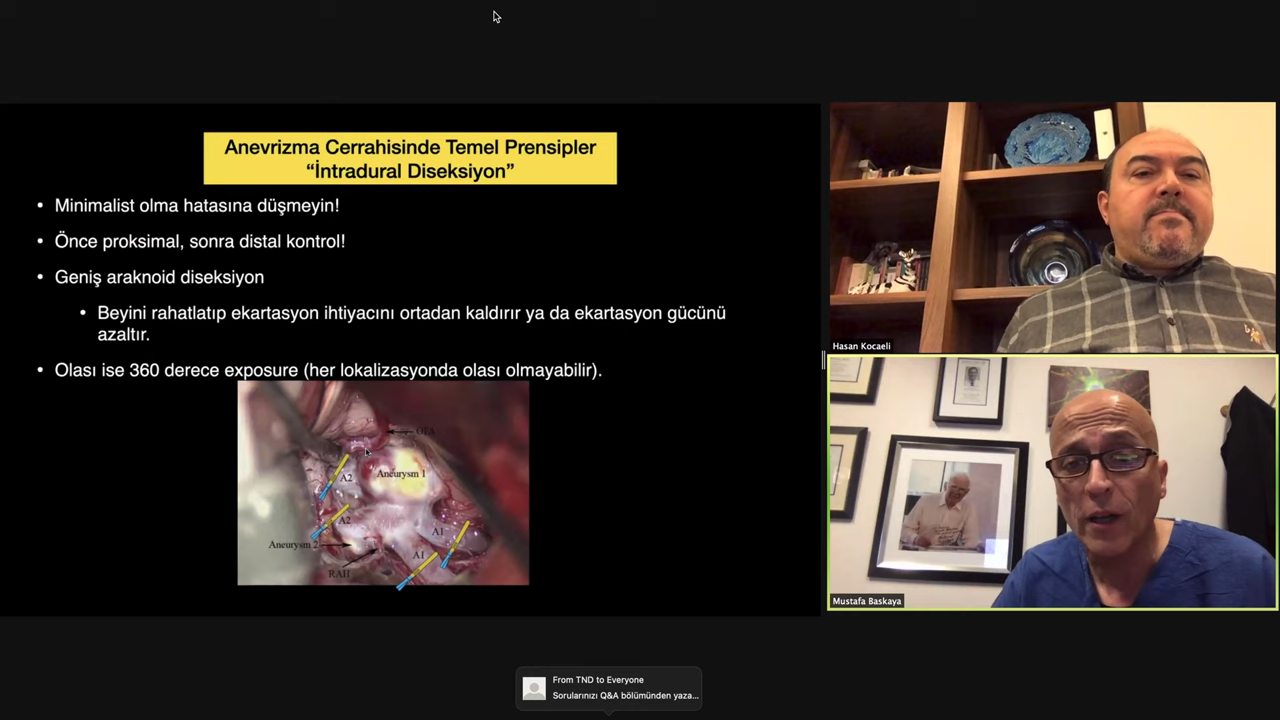 Anevrizma Cerrahisinde Temel Prensipler
“İntradural Diseksiyon”
• Minimalist olma hatasına düşmeyin!
• Önce proksimal, sonra distal kontrol!
• Geniş araknoid diseksiyon
• Beyini rahatlatıp ekartasyon ihtiyacını ortadan kaldırır ya da ekartasyon gücünü
azaltır.
• Olası ise 360 derece exposure (her lokalizasyonda olası olmayabilir).
OFA
Aneurysm 1
A2
A2
A1
Aneurysm 2
A1
RAH
Hasan Kocaeli
Mustafa Baskaya
From TND to Everyone
Sorularınızı Q&A bölümünden yaza...